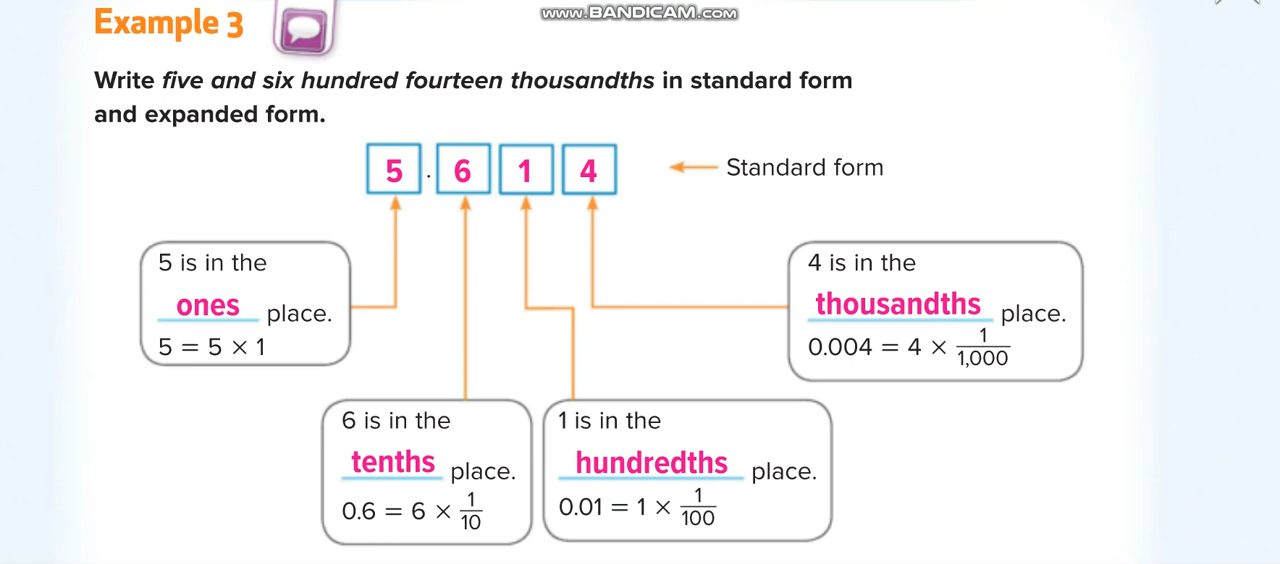 www.BANDICAM.com
Example 3
Write five and six hundred fourteen thousandths in standard form
and expanded form.
5 . 6 1 4
Standard form
5 is in the
ones place.
5 = 5 × 1
4 is in the
thousandths place.
0.004 = 4 × 1/1,000
6 is in the
tenths place.
0.6 = 6 × 1/10
1 is in the
hundredths place.
0.01 = 1 × 1/100